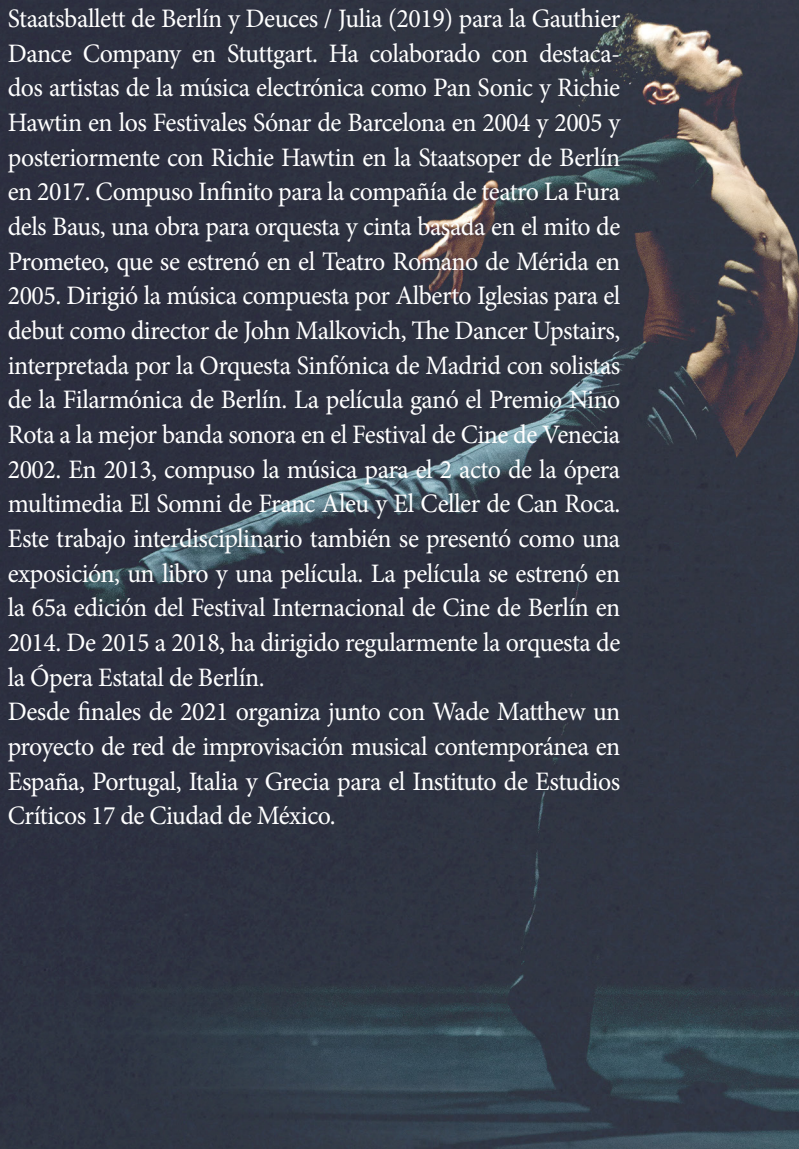 Staatsballett de Berlín y Deuces / Julia (2019) para la Gauthier
Dance Company en Stuttgart. Ha colaborado con destaca-
dos artistas de la música electrónica como Pan Sonic y Richie
Hawtin en los Festivales Sónar de Barcelona en 2004 y 2005 y
posteriormente con Richie Hawtin en la Staatsoper de Berlín
en 2017. Compuso Infinito para la compañía de teatro La Fura
dels Baus, una obra para orquesta y cinta basada en el mito de
Prometeo, que se estrenó en el Teatro Romano de Mérida en
2005. Dirigió la música compuesta por Alberto Iglesias para el
debut como director de John Malkovich, The Dancer Upstairs,
interpretada por la Orquesta Sinfónica de Madrid con solistas
de la Filarmónica de Berlín. La película ganó el Premio Nino
Rota a la mejor banda sonora en el Festival de Cine de Venecia
2002. En 2013, compuso la música para el 2 acto de la ópera
multimedia El Somni de Franc Aleu y El Celler de Can Roca.
Este trabajo interdisciplinario también se presentó como una
exposición, un libro y una película. La película se estrenó en
la 65a edición del Festival Internacional de Cine de Berlín en
2014. De 2015 a 2018, ha dirigido regularmente la orquesta de
la Ópera Estatal de Berlín.
Desde finales de 2021 organiza junto con Wade Matthew un
proyecto de red de improvisación musical contemporánea en
España, Portugal, Italia y Grecia para el Instituto de Estudios
Críticos 17 de Ciudad de México.